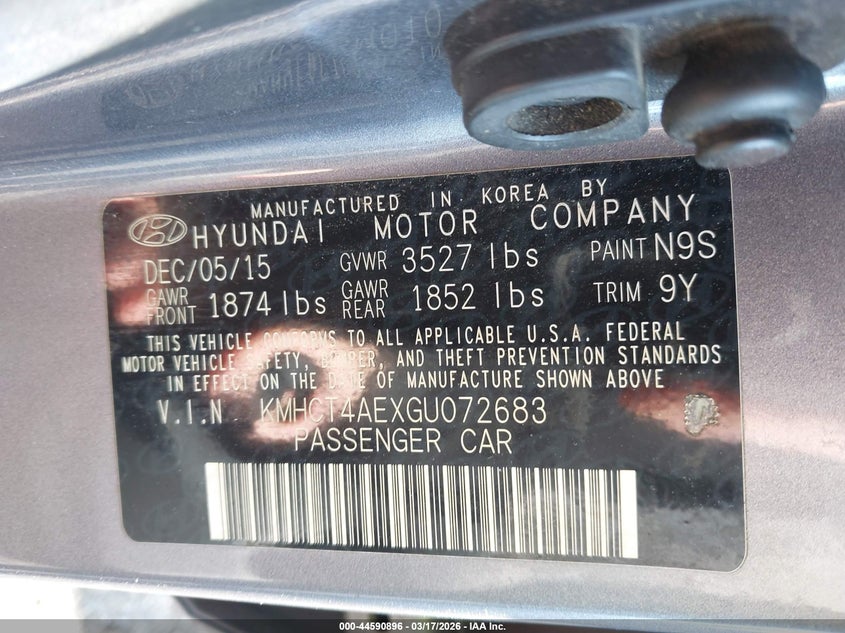 MANUFACTURED IN KOREA BY
HYUNDAI MOTOR COMPANY
DEC/05/15 GVWR 3527 lbs PAINT N9S
GAWR FRONT 1874 lbs GAWR REAR 1852 lbs TRIM 9Y
THIS VEHICLE CONFORMS TO ALL APPLICABLE U.S.A. FEDERAL
MOTOR VEHICLE SAFETY, BUMPER, AND THEFT PREVENTION STANDARDS
IN EFFECT ON THE DATE OF MANUFACTURE SHOWN ABOVE
V.I.N KMHCT4AEXGU072683
PASSENGER CAR
000-44590896 - 03/17/2026 - IAA Inc.